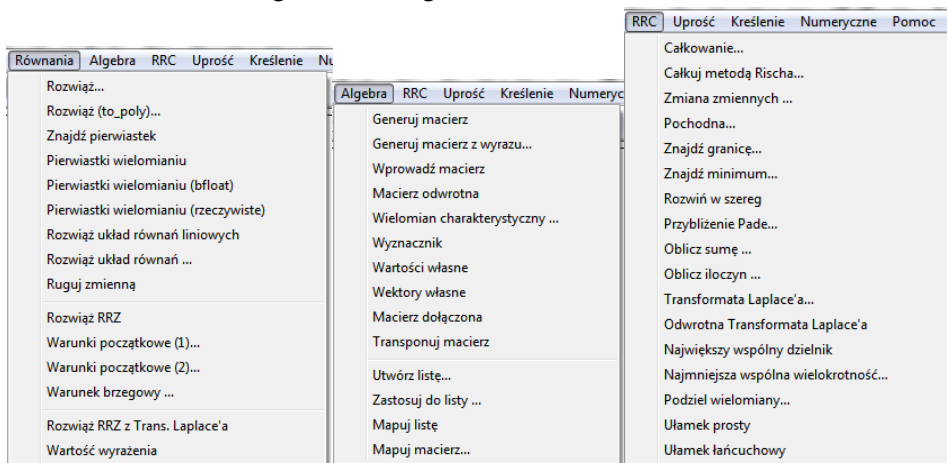 Równania Algebra RRC Uprość Kreślenie
Rozwiąż...
Rozwiąż (to_poly)...
Znajdź pierwiastek
Pierwiastki wielomianu
Pierwiastki wielomianu (bfloat)
Pierwiastki wielomianu (rzeczywiste)
Rozwiąż układ równań liniowych
Rozwiąż układ równań ...
Ruguj zmienną
Rozwiąż RRZ
Warunki początkowe (1)...
Warunki początkowe (2)...
Warunek brzegowy ...
Rozwiąż RRZ z Trans. Laplace'a
Wartość wyrażenia
Algebra RRC Uprość Kreślenie Numeryc
Generuj macierz
Generuj macierz z wyrazu...
Wprowadź macierz
Macierz odwrotna
Wielomian charakterystyczny ...
Wyznacznik
Wartości własne
Wektory własne
Macierz dołączona
Transponuj macierz
Utwórz listę...
Zastosuj do listy ...
Mapuj listę
Mapuj macierz...
RRC Uprość Kreślenie Numeryczne Pomoc
Całkowanie...
Całkuj metodą Rischa...
Zmiana zmiennych ...
Pochodna...
Znajdź granicę...
Znajdź minimum...
Rozwiń w szereg
Przybliżenie Pade...
Oblicz sumę ...
Oblicz iloczyn ...
Transformata Laplace'a...
Odwrotna Transformata Laplace'a
Największy wspólny dzielnik
Najmniejsza wspólna wielokrotność...
Podziel wielomiany...
Ułamek prosty
Ułamek łańcuchowy